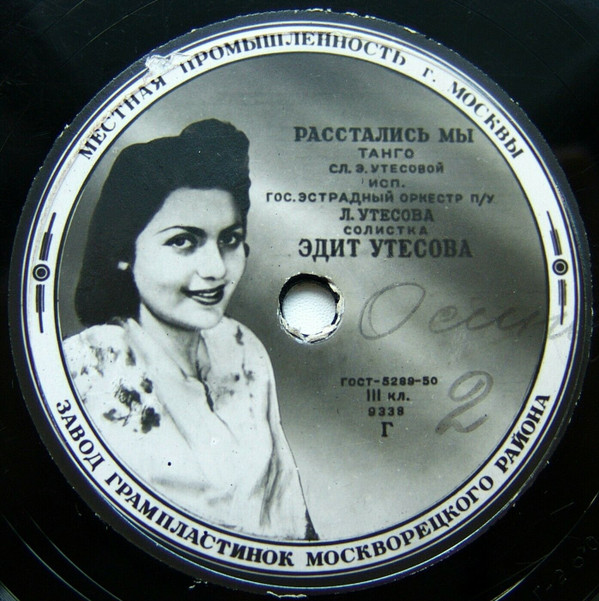 МЕСТНАЯ ПРОМЫШЛЕННОСТЬ Г. МОСКВЫ
РАССТАЛИСЬ МЫ
ТАНГО
СЛ. Э. УТЕСОВОЙ
ИСП.
ГОС. ЭСТРАДНЫЙ ОРКЕСТР П/У
Л. УТЕСОВА
СОЛИСТКА
ЭДИТ УТЕСОВА
ГОСТ-5289-50
III КЛ.
9338
Г
2
ЗАВОД ГРАМПЛАСТИНОК МОСКВОРЕЦКОГО РАЙОНА